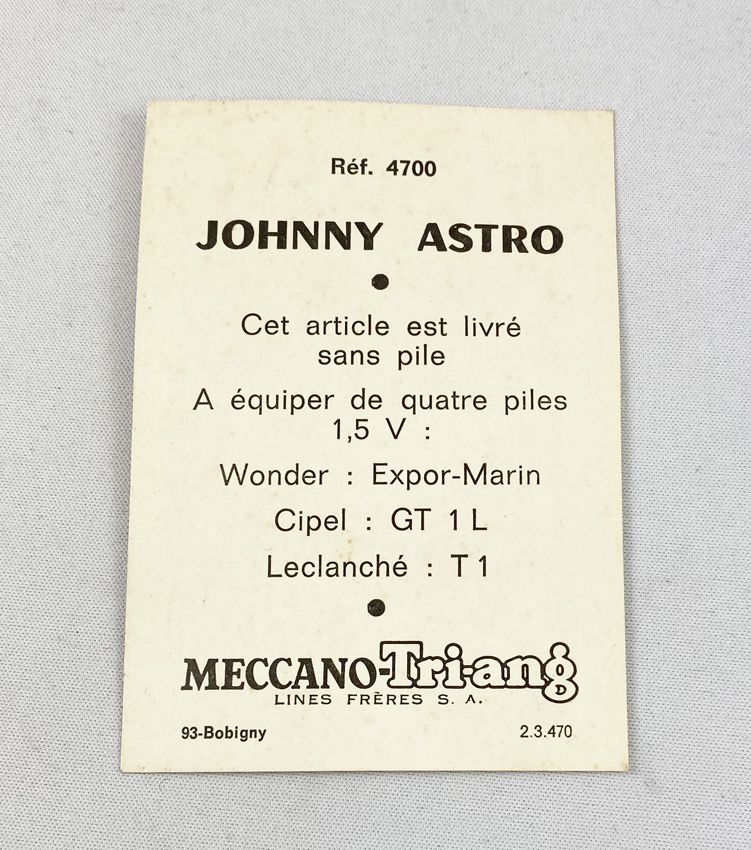 Réf. 4700
JOHNNY ASTRO
Cet article est livré
sans pile
A équiper de quatre piles
1,5 V :
Wonder : Expor-Marin
Cipel : GT 1 L
Leclanché : T 1
MECCANO-Tri-ang
LINES FRÈRES S. A.
93-Bobigny 2.3.470